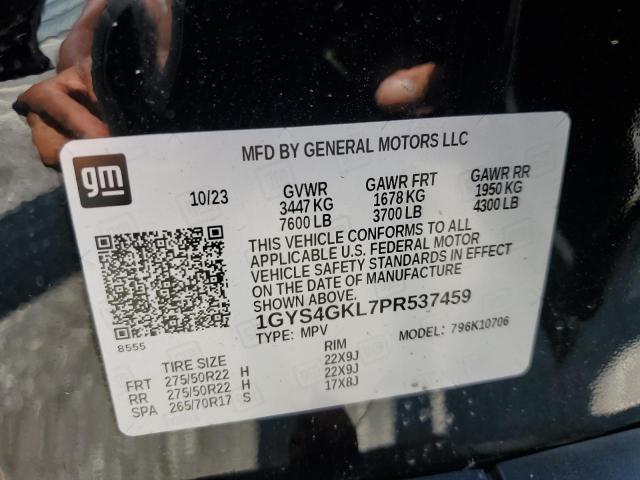 MFD BY GENERAL MOTORS LLC
gm
10/23 GVWR GAWR FRT GAWR RR
3447 KG 1678 KG 1950 KG
7600 LB 3700 LB 4300 LB
THIS VEHICLE CONFORMS TO ALL
APPLICABLE U.S. FEDERAL MOTOR
VEHICLE SAFETY STANDARDS IN EFFECT
ON THE DATE OF MANUFACTURE
SHOWN ABOVE.
1GYS4GKL7PR537459
8555 TYPE: MPV MODEL: 796K10706
TIRE SIZE RIM
FRT 275/50R22 H 22X9J
RR 275/50R22 H 22X9J
SPA 265/70R17 S 17X8J